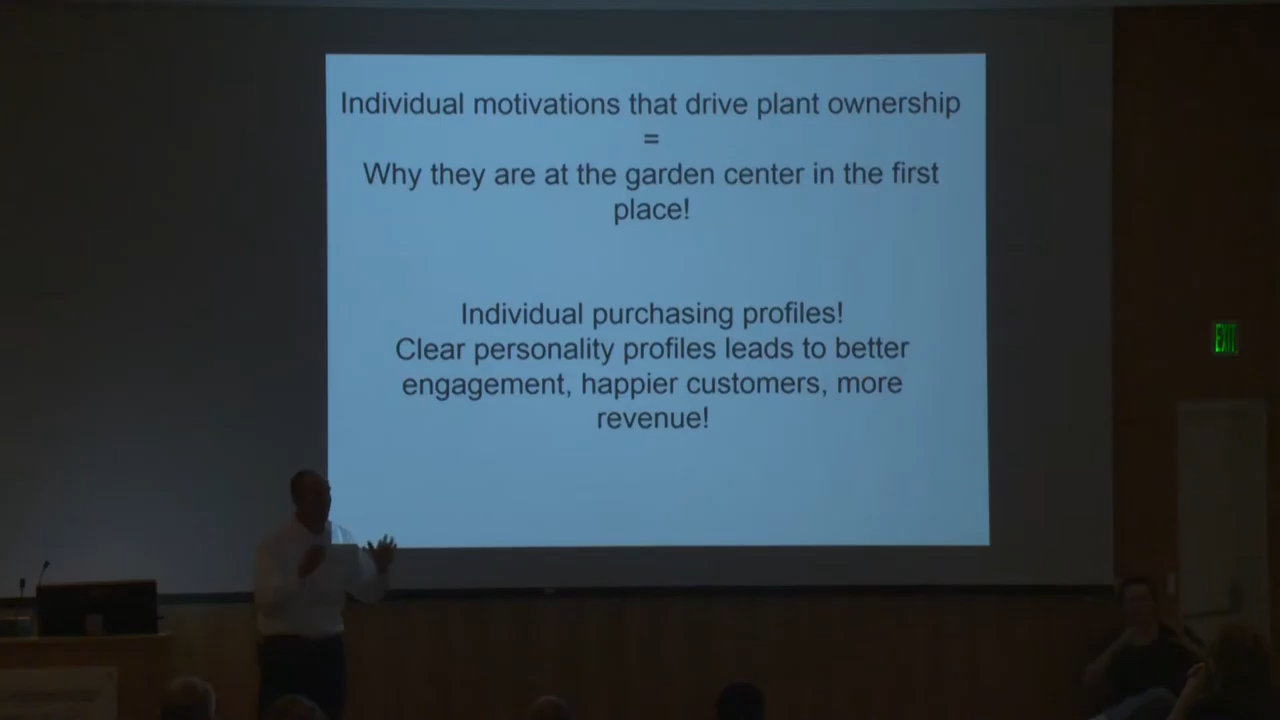 Individual motivations that drive plant ownership
=
Why they are at the garden center in the first
place!
Individual purchasing profiles!
Clear personality profiles leads to better
engagement, happier customers, more
revenue!
EXIT